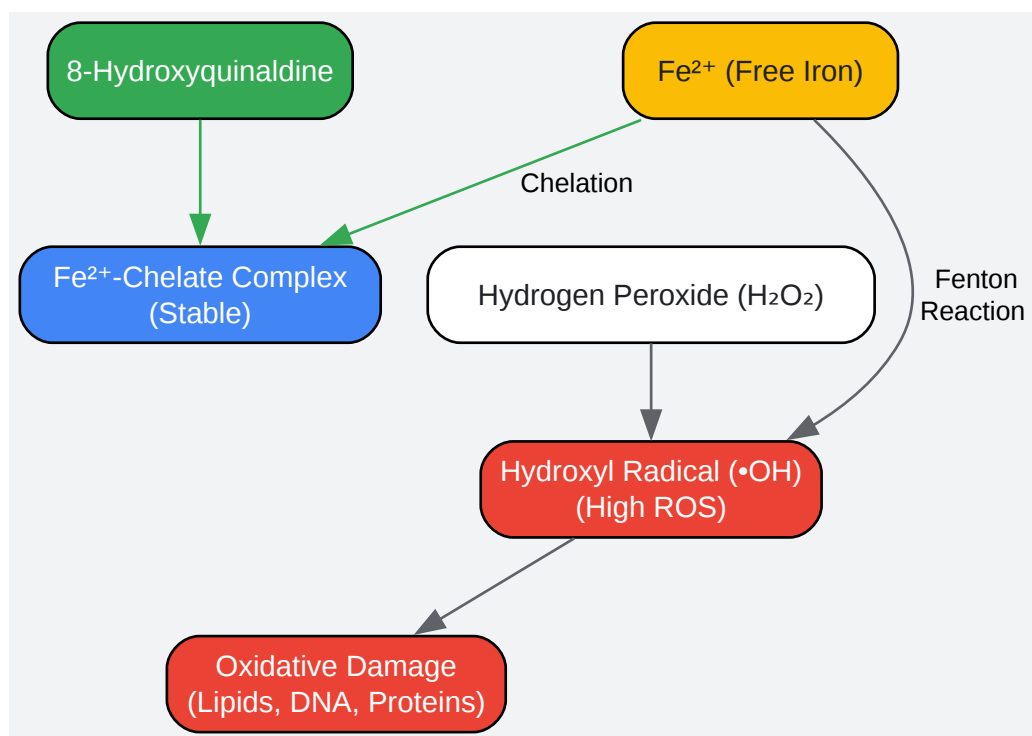 8-Hydroxyquinaldine
Fe²⁺ (Free Iron)
Chelation
Fe²⁺-Chelate Complex
(Stable)
Hydrogen Peroxide (H₂O₂)
Fenton
Reaction
Hydroxyl Radical (•OH)
(High ROS)
Oxidative Damage
(Lipids, DNA, Proteins)